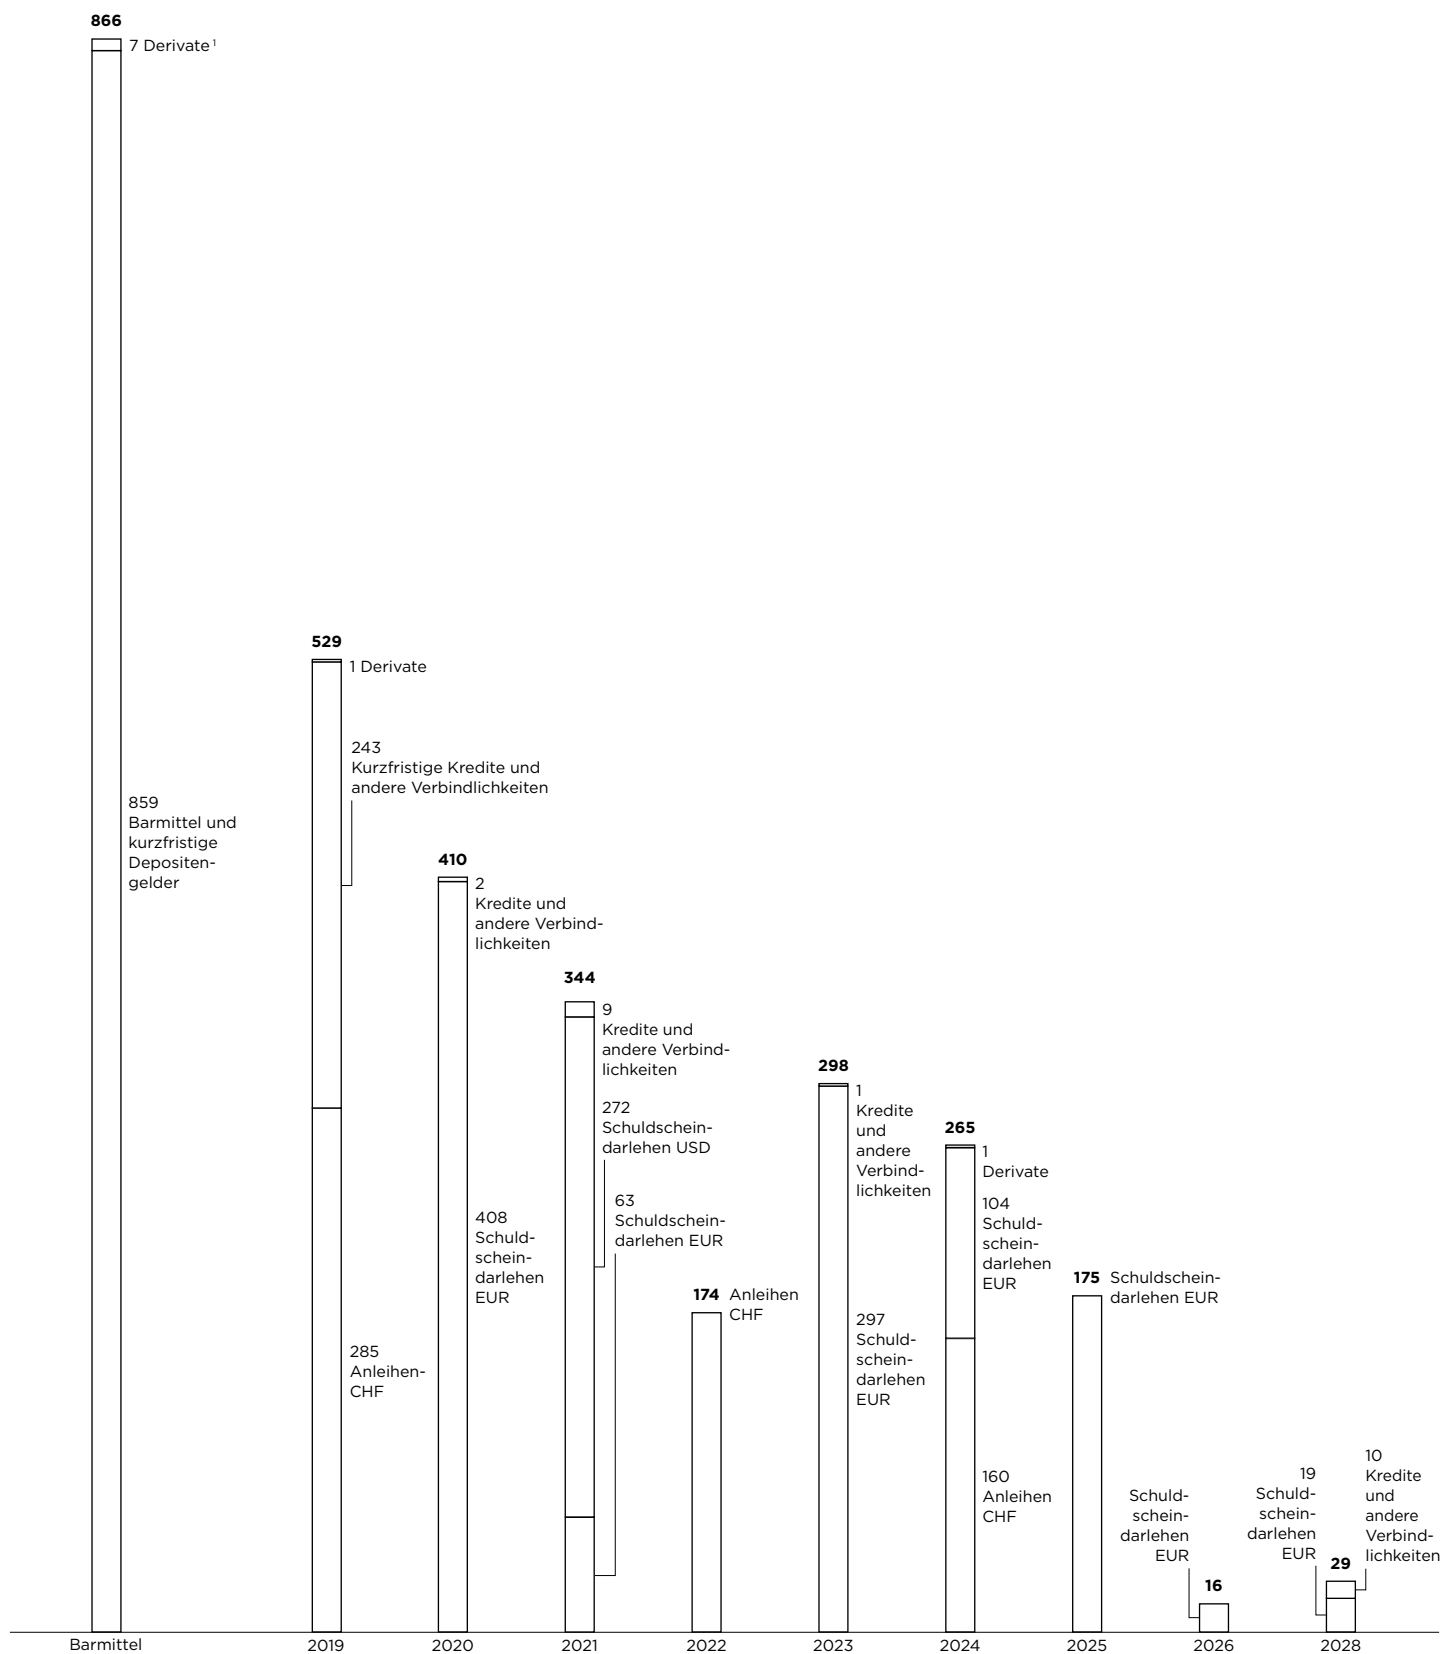 866
7 Derivate ¹
859
Barmittel und
kurzfristige
Depositen-
gelder
Barmittel
529
1 Derivate
243
Kurzfristige Kredite und
andere Verbindlichkeiten
285
Anleihen-
CHF
2019
410
2
Kredite und
andere Verbind-
lichkeiten
408
Schuld-
schein-
darlehen
EUR
2020
344
9
Kredite und
andere Verbind-
lichkeiten
272
Schuldschein-
darlehen USD
63
Schuldschein-
darlehen EUR
2021
174 Anleihen
CHF
2022
298
1
Kredite
und
andere
Verbind-
lichkeiten
297
Schuld-
schein-
darlehen
EUR
2023
265
1
Derivate
104
Schuld-
schein-
darlehen
EUR
160
Anleihen
CHF
2024
175 Schuldschein-
darlehen EUR
2025
Schuld-
schein-
darlehen
EUR
16
2026
19
Schuld-
schein-
darlehen
EUR
29
10
Kredite
und
andere
Verbind-
lichkeiten
2028